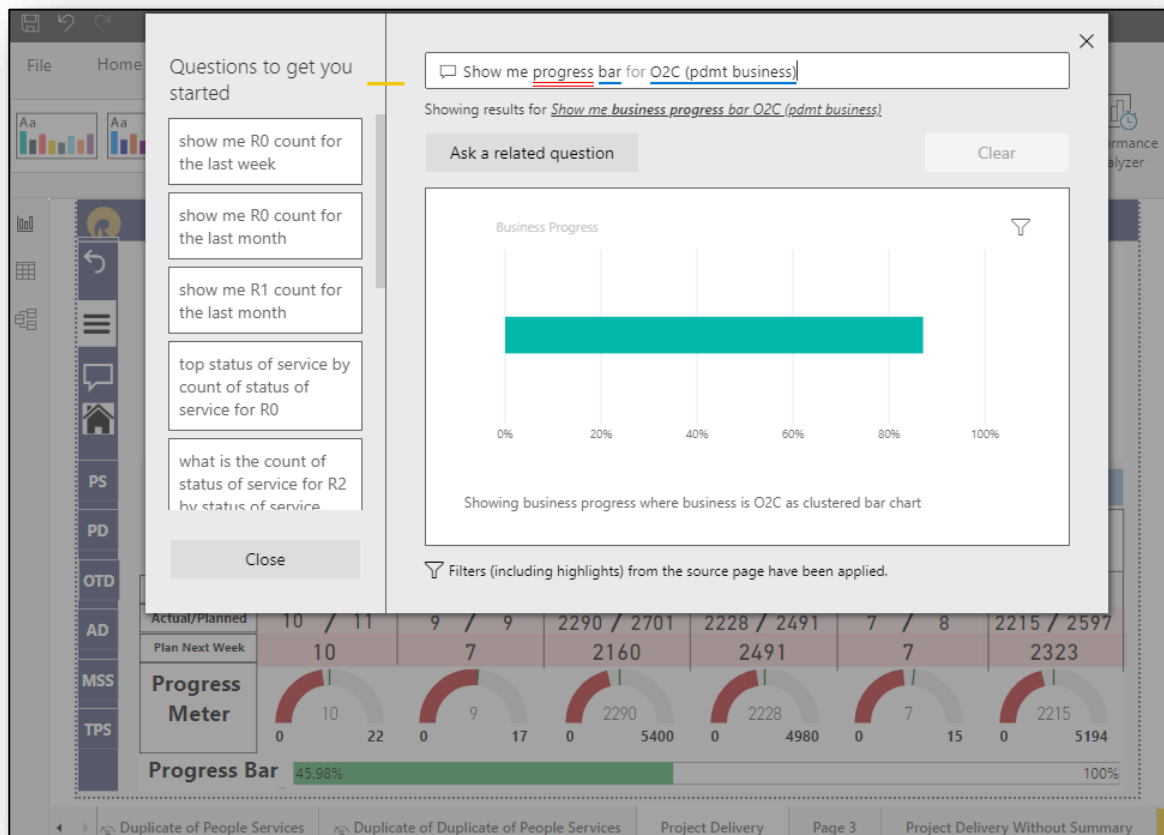 File
Home
Aa
Aa
rmance
alyzer
Questions to get you
started
show me R0 count for
the last week
show me R0 count for
the last month
show me R1 count for
the last month
top status of service by
count of status of
service for R0
what is the count of
status of service for R2
by status of service
Close
Show me progress bar for O2C (pdmt business)
Showing results for Show me business progress bar O2C (pdmt business)
Ask a related question
Clear
Business Progress
0%
20%
40%
60%
80%
100%
Showing business progress where business is O2C as clustered bar chart
Filters (including highlights) from the source page have been applied.
PS
PD
OTD
AD
MSS
TPS
Actual/Planned 10 / 11 9 / 9 2290 / 2701 2228 / 2491 7 / 8 2215 / 2597
Plan Next Week 10 7 2160 2491 7 2323
Progress
Meter
10 9 2290 2228 7 2215
0 22 0 17 0 5400 0 4980 0 15 0 5194
Progress Bar 45.98% 100%
Duplicate of People Services Duplicate of Duplicate of People Services Project Delivery Page 3 Project Delivery Without Summary